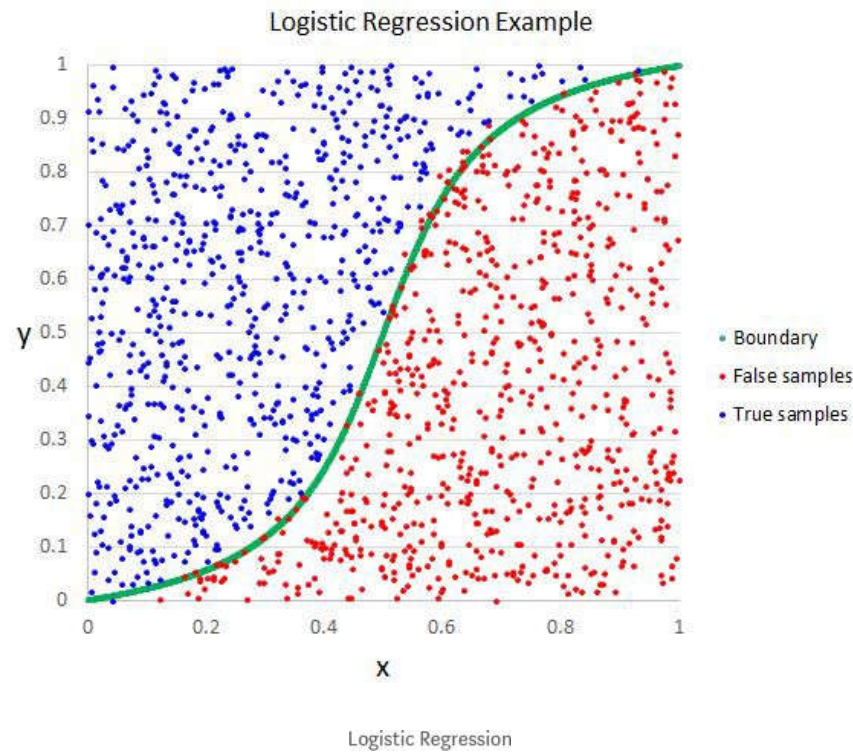 Logistic Regression Example
1
0.9
0.8
0.7
0.6
y
0.5
0.4
0.3
0.2
0.1
0
0 0.2 0.4 0.6 0.8 1
x
Boundary
False samples
True samples
Logistic Regression